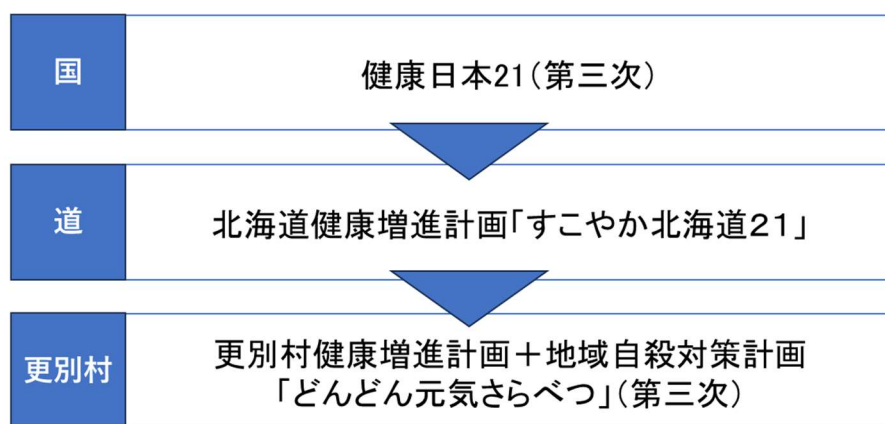 国
健康日本21(第三次)
道
北海道健康増進計画「すこやか北海道21」
更別村
更別村健康増進計画+地域自殺対策計画
「どんどん元気さらべつ」(第三次)